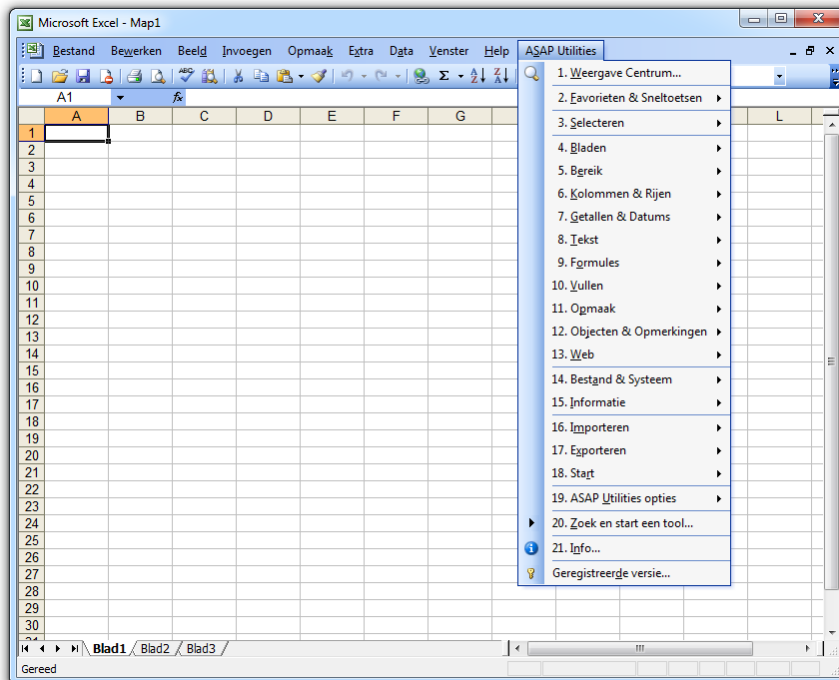 Microsoft Excel - Map1
Bestand Bewerken Beeld Invoegen Opmaak Extra Data Venster Help ASAP Utilities
A1 fx
A B C D E F G L
1
2
3
4
5
6
7
8
9
10
11
12
13
14
15
16
17
18
19
20
21
22
23
24
25
26
27
28
29
30
1. Weergave Centrum...
2. Favorieten & Sneltoetsen
3. Selecteren
4. Bladen
5. Bereik
6. Kolommen & Rijen
7. Getallen & Datums
8. Tekst
9. Formules
10. Vullen
11. Opmaak
12. Objecten & Opmerkingen
13. Web
14. Bestand & Systeem
15. Informatie
16. Importeren
17. Exporteren
18. Start
19. ASAP Utilities opties
20. Zoek en start een tool...
21. Info...
Geregistreerde versie...
Blad1 Blad2 Blad3
Gereed